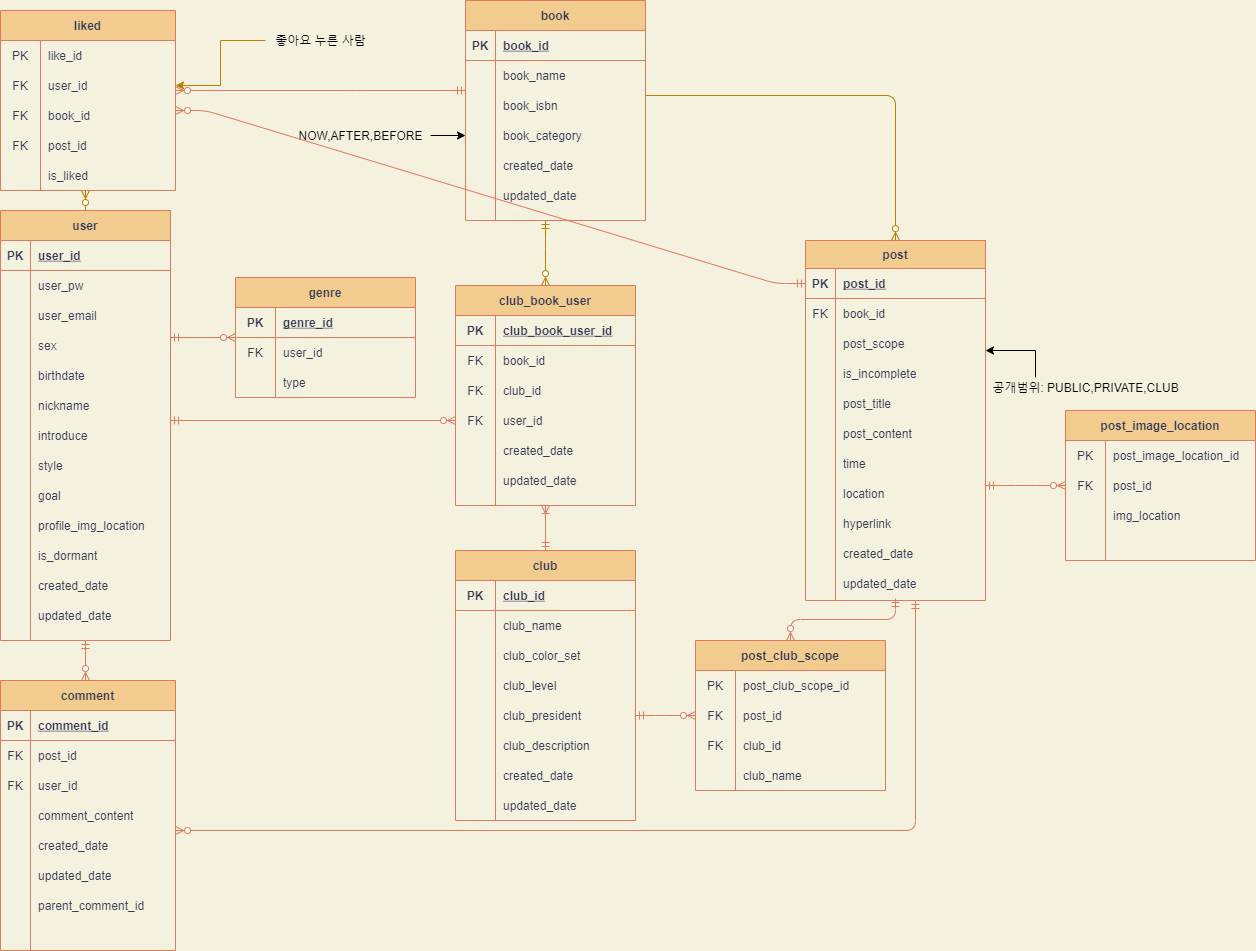 liked
PK like_id
FK user_id
FK book_id
FK post_id
is_liked
좋아요 누른 사람
book
PK book_id
book_name
book_isbn
book_category
created_date
updated_date
NOW,AFTER,BEFORE
user
PK user_id
user_pw
user_email
sex
birthdate
nickname
introduce
style
goal
profile_img_location
is_dormant
created_date
updated_date
genre
PK genre_id
FK user_id
type
club_book_user
PK club_book_user_id
FK book_id
FK club_id
FK user_id
created_date
updated_date
post
PK post_id
FK book_id
post_scope
is_incomplete
post_title
post_content
time
location
hyperlink
created_date
updated_date
공개범위: PUBLIC,PRIVATE,CLUB
post_image_location
PK post_image_location_id
FK post_id
img_location
club
PK club_id
club_name
club_color_set
club_level
club_president
club_description
created_date
updated_date
post_club_scope
PK post_club_scope_id
FK post_id
FK club_id
club_name
comment
PK comment_id
FK post_id
FK user_id
comment_content
created_date
updated_date
parent_comment_id